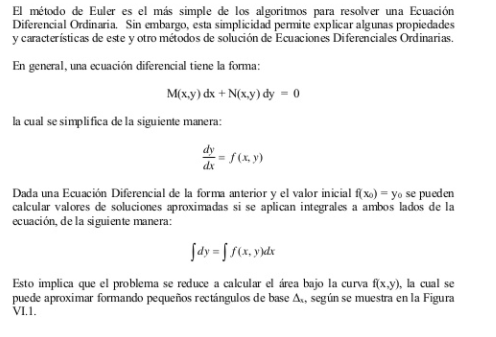 El método de Euler es el más simple de los algoritmos para resolver una Ecuación
Diferencial Ordinaria. Sin embargo, esta simplicidad permite explicar algunas propiedades
y características de este y otro métodos de solución de Ecuaciones Diferenciales Ordinarias.
En general, una ecuación diferencial tiene la forma:
M(x,y) dx + N(x,y) dy = 0
la cual se simplifica de la siguiente manera:
dy/dx = f(x, y)
Dada una Ecuación Diferencial de la forma anterior y el valor inicial f(x₀) = y₀ se pueden
calcular valores de soluciones aproximadas si se aplican integrales a ambos lados de la
ecuación, de la siguiente manera:
∫dy = ∫ f(x, y)dx
Esto implica que el problema se reduce a calcular el área bajo la curva f(x,y), la cual se
puede aproximar formando pequeños rectángulos de base Δₓ, según se muestra en la Figura
VI.1.